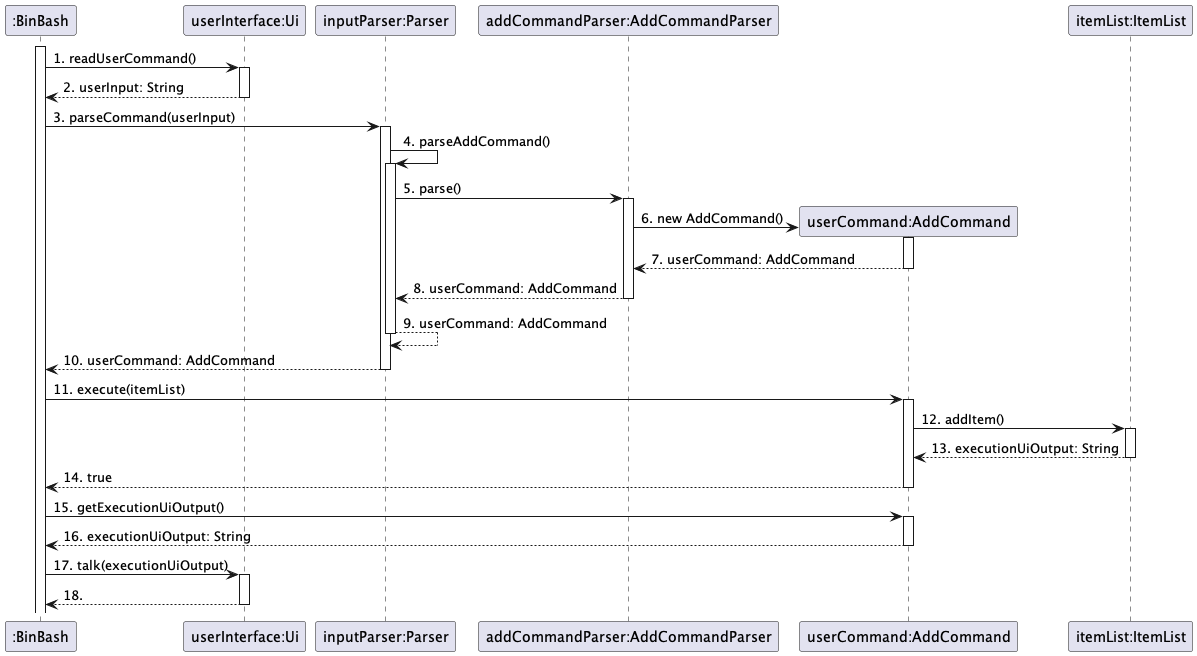 :BinBash
userInterface:Ui
inputParser:Parser
addCommandParser:AddCommandParser
itemList:ItemList
1. readUserCommand()
2. userInput: String
3. parseCommand(userInput)
4. parseAddCommand()
5. parse()
6. new AddCommand()
userCommand:AddCommand
7. userCommand: AddCommand
8. userCommand: AddCommand
9. userCommand: AddCommand
10. userCommand: AddCommand
11. execute(itemList)
12. addItem()
13. executionUiOutput: String
14. true
15. getExecutionUiOutput()
16. executionUiOutput: String
17. talk(executionUiOutput)
18.
:BinBash
userInterface:Ui
inputParser:Parser
addCommandParser:AddCommandParser
userCommand:AddCommand
itemList:ItemList